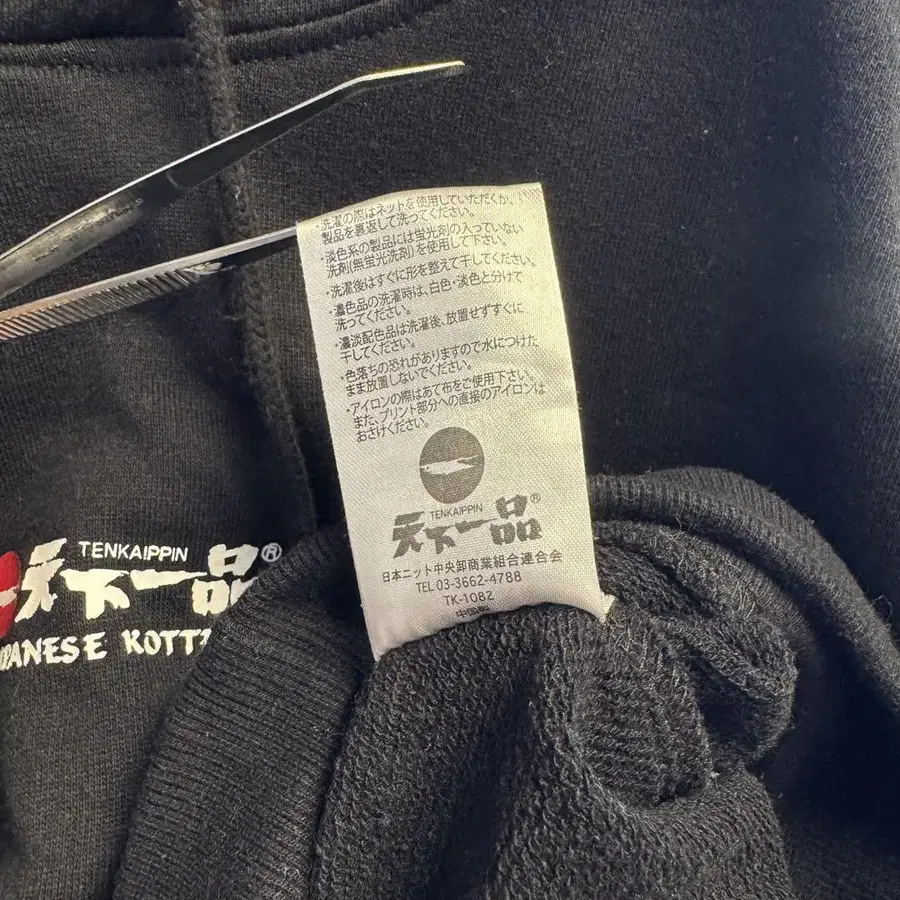 ・洗濯の際はネットを使用していただくか、
製品を裏返して洗ってください。
・淡色系の製品には蛍光剤の入っていない
洗剤(無蛍光洗剤)を使用して下さい。
・洗濯後はすぐに形を整えて干してください。
・濃色品の洗濯時は、白色・淡色と分けて
洗ってください。
・濃淡配色品は洗濯後、放置せずすぐに
干してください。
・色落ちの恐れがありますので水につけた
まま放置しないでください。
・アイロンの際はあて布をご使用下さい。
また、プリント部分への直接のアイロンは
おさけください。
TENKAIPPIN
天下一品®
日本ニット中央卸商業組合連合会
TEL 03-3662-4788
TK-1082
中国製
TENKAIPPIN
天下一品®
JAPANESE KOTT